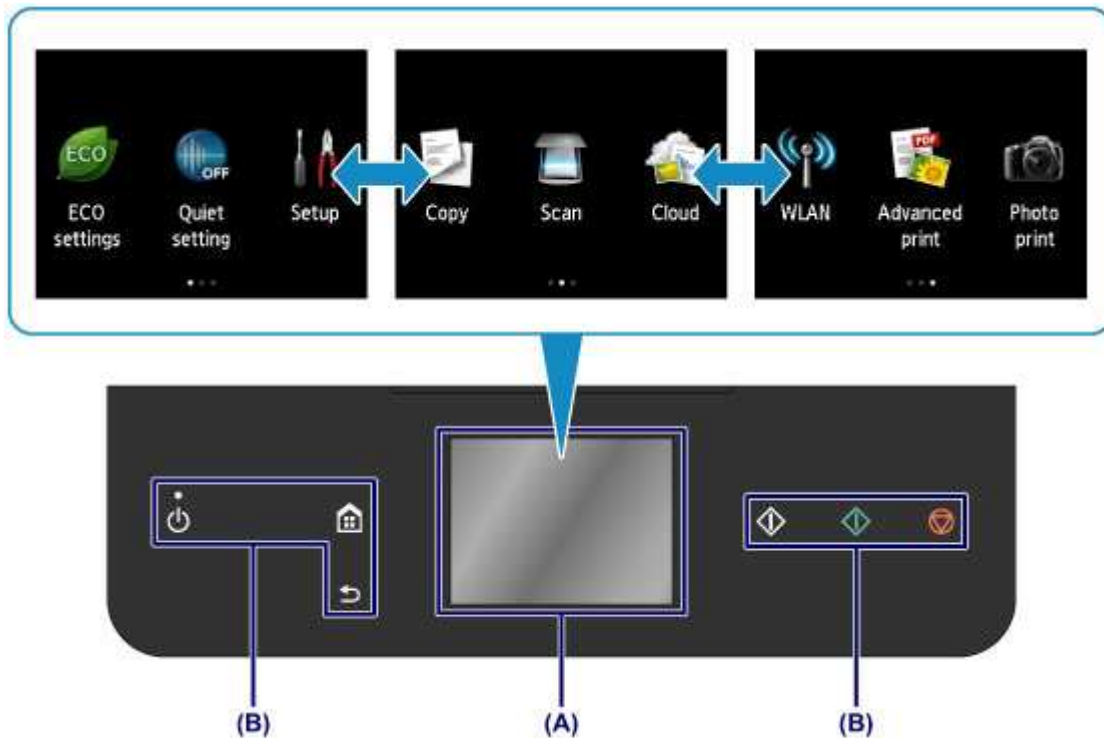 ECO
OFF
PDF
ECO
settings
Quiet
setting
Setup
Copy
Scan
Cloud
WLAN
Advanced
print
Photo
print
(B)
(A)
(B)